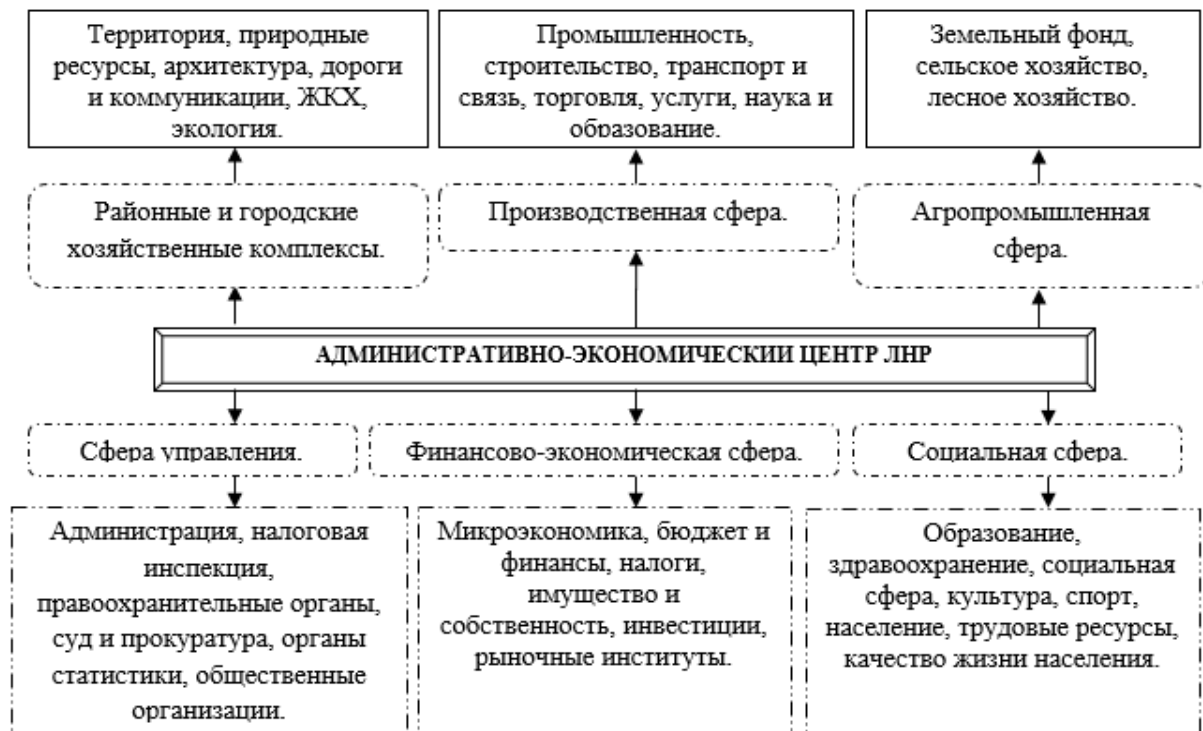 Территория, природные
ресурсы, архитектура, дороги
и коммуникации, ЖКХ,
экология.
Промышленность,
строительство, транспорт и
связь, торговля, услуги, наука и
образование.
Земельный фонд,
сельское хозяйство,
лесное хозяйство.
Районные и городские
хозяйственные комплексы.
Производственная сфера.
Агропромышленная
сфера.
АДМИНИСТРАТИВНО-ЭКОНОМИЧЕСКИИ ЦЕНТР ЛНР
Сфера управления.
Финансово-экономическая сфера.
Социальная сфера.
Администрация, налоговая
инспекция,
правоохранительные органы,
суд и прокуратура, органы
статистики, общественные
организации.
Микроэкономика, бюджет и
финансы, налоги,
имущество и
собственность, инвестиции,
рыночные институты.
Образование,
здравоохранение, социальная
сфера, культура, спорт,
население, трудовые ресурсы,
качество жизни населения.